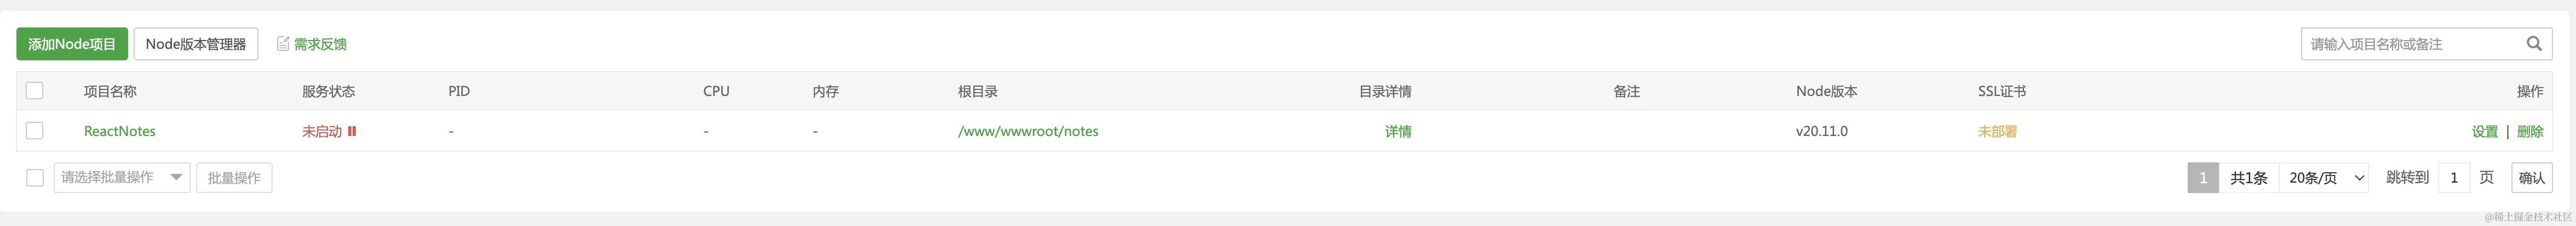 添加Node项目 Node版本管理器 需求反馈 请输入项目名称或备注
项目名称 服务状态 PID CPU 内存 根目录 目录详情 备注 Node版本 SSL证书 操作
ReactNotes 未启动 - - - /www/wwwroot/notes 详情 v20.11.0 未部署 设置 | 删除
请选择批量操作 批量操作 1 共1条 20条/页 跳转到 1 页 确认
@稀土掘金技术社区